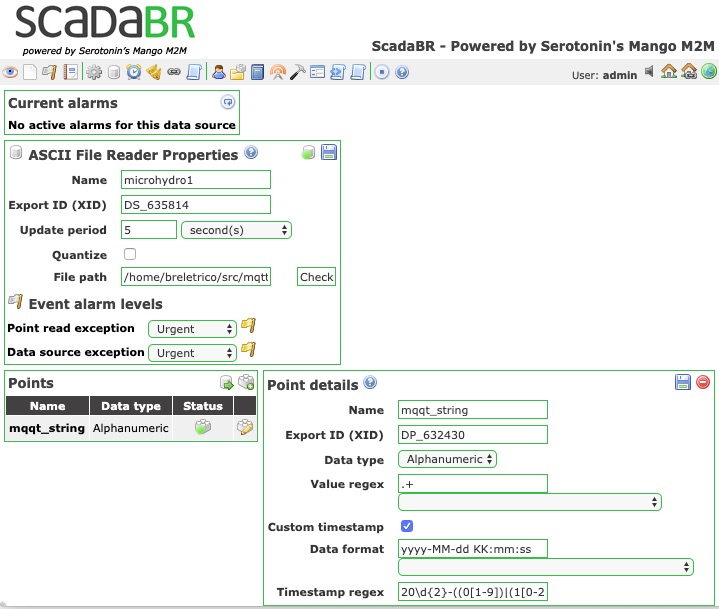 SCADABR
powered by Serotonin's Mango M2M
ScadaBR - Powered by Serotonin's Mango M2M
User: admin
Current alarms
No active alarms for this data source
ASCII File Reader Properties
Name microhydro1
Export ID (XID) DS_635814
Update period 5 second(s)
Quantize
File path /home/breletrico/src/mqtt Check
Event alarm levels
Point read exception Urgent
Data source exception Urgent
Points
Name Data type Status
mqqt_string Alphanumeric
Point details
Name mqqt_string
Export ID (XID) DP_632430
Data type Alphanumeric
Value regex .+
Custom timestamp
Data format yyyy-MM-dd KK:mm:ss
Timestamp regex 20\d{2}-((0[1-9])|(1[0-2